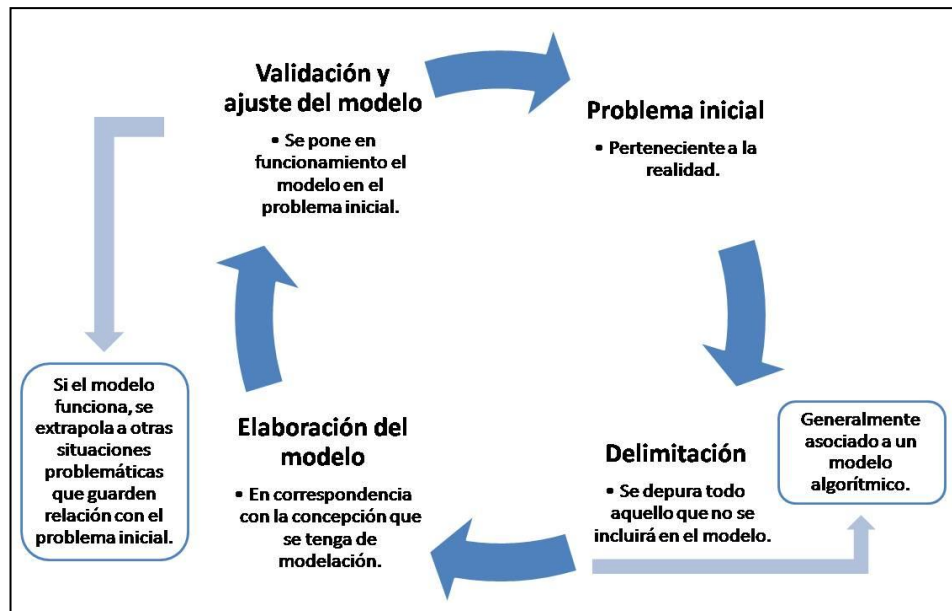 Validación y
ajuste del modelo
▪ Se pone en
funcionamiento el
modelo en el
problema inicial.
Problema inicial
▪ Perteneciente a la
realidad.
Delimitación
▪ Se depura todo
aquello que no se
incluirá en el modelo.
Generalmente
asociado a un
modelo
algorítmico.
Elaboración del
modelo
▪ En correspondencia
con la concepción que
se tenga de
modelación.
Si el modelo
funciona, se
extrapola a otras
situaciones
problemáticas
que guarden
relación con el
problema inicial.